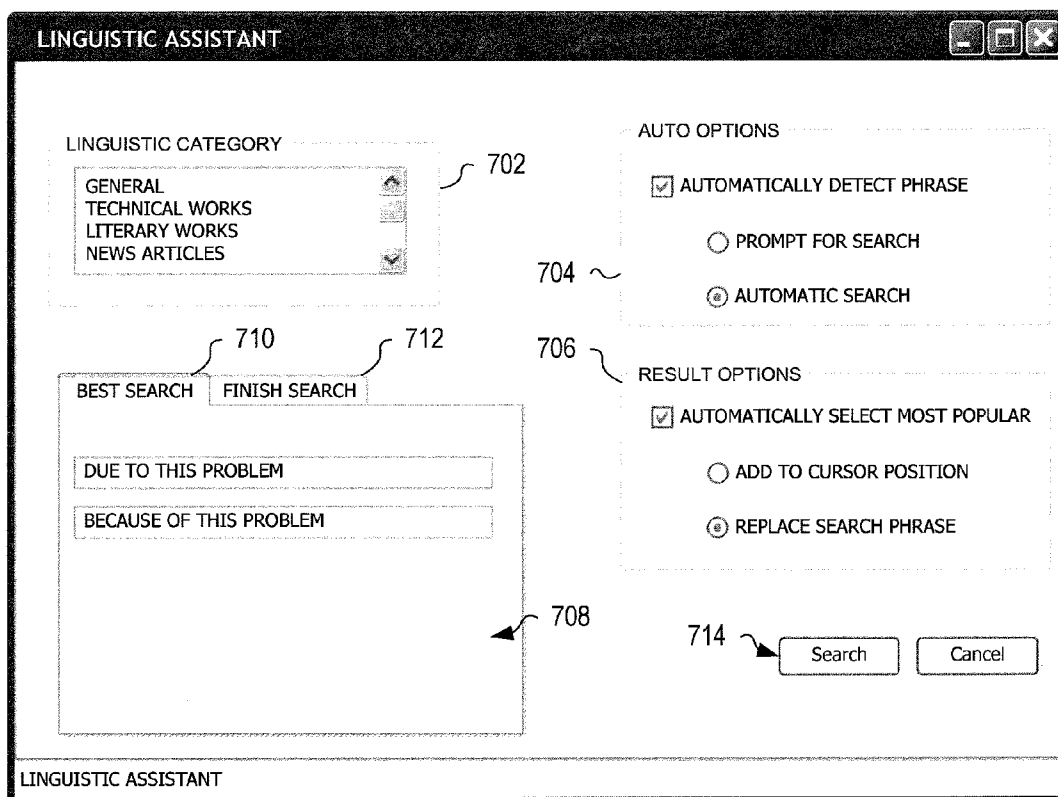 LINGUISTIC ASSISTANT
LINGUISTIC CATEGORY
702
GENERAL
TECHNICAL WORKS
LITERARY WORKS
NEWS ARTICLES
AUTO OPTIONS
AUTOMATICALLY DETECT PHRASE
PROMPT FOR SEARCH
704
AUTOMATIC SEARCH
710
712
BEST SEARCH
FINISH SEARCH
DUE TO THIS PROBLEM
BECAUSE OF THIS PROBLEM
708
706
RESULT OPTIONS
AUTOMATICALLY SELECT MOST POPULAR
ADD TO CURSOR POSITION
REPLACE SEARCH PHRASE
714
Search
Cancel
LINGUISTIC ASSISTANT